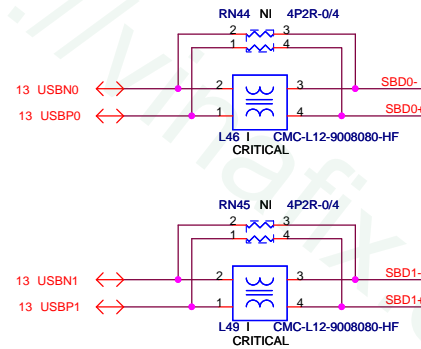 RN44 NI 4P2R-0/4
2 3
1 4
13 USBN0 2 3 SBD0-
13 USBP0 1 4 SBD0+
L46 I CMC-L12-9008080-HF
CRITICAL
RN45 NI 4P2R-0/4
2 3
1 4
13 USBN1 2 3 SBD1-
13 USBP1 1 4 SBD1+
L49 I CMC-L12-9008080-HF
CRITICAL
vinafix.